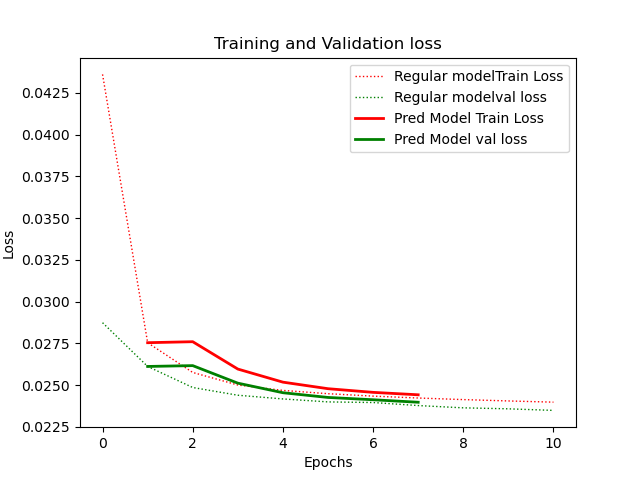 Training and Validation loss
Regular modelTrain Loss
Regular modelval loss
Pred Model Train Loss
Pred Model val loss
Loss
0.0425
0.0400
0.0375
0.0350
0.0325
0.0300
0.0275
0.0250
0.0225
0 2 4 6 8 10
Epochs